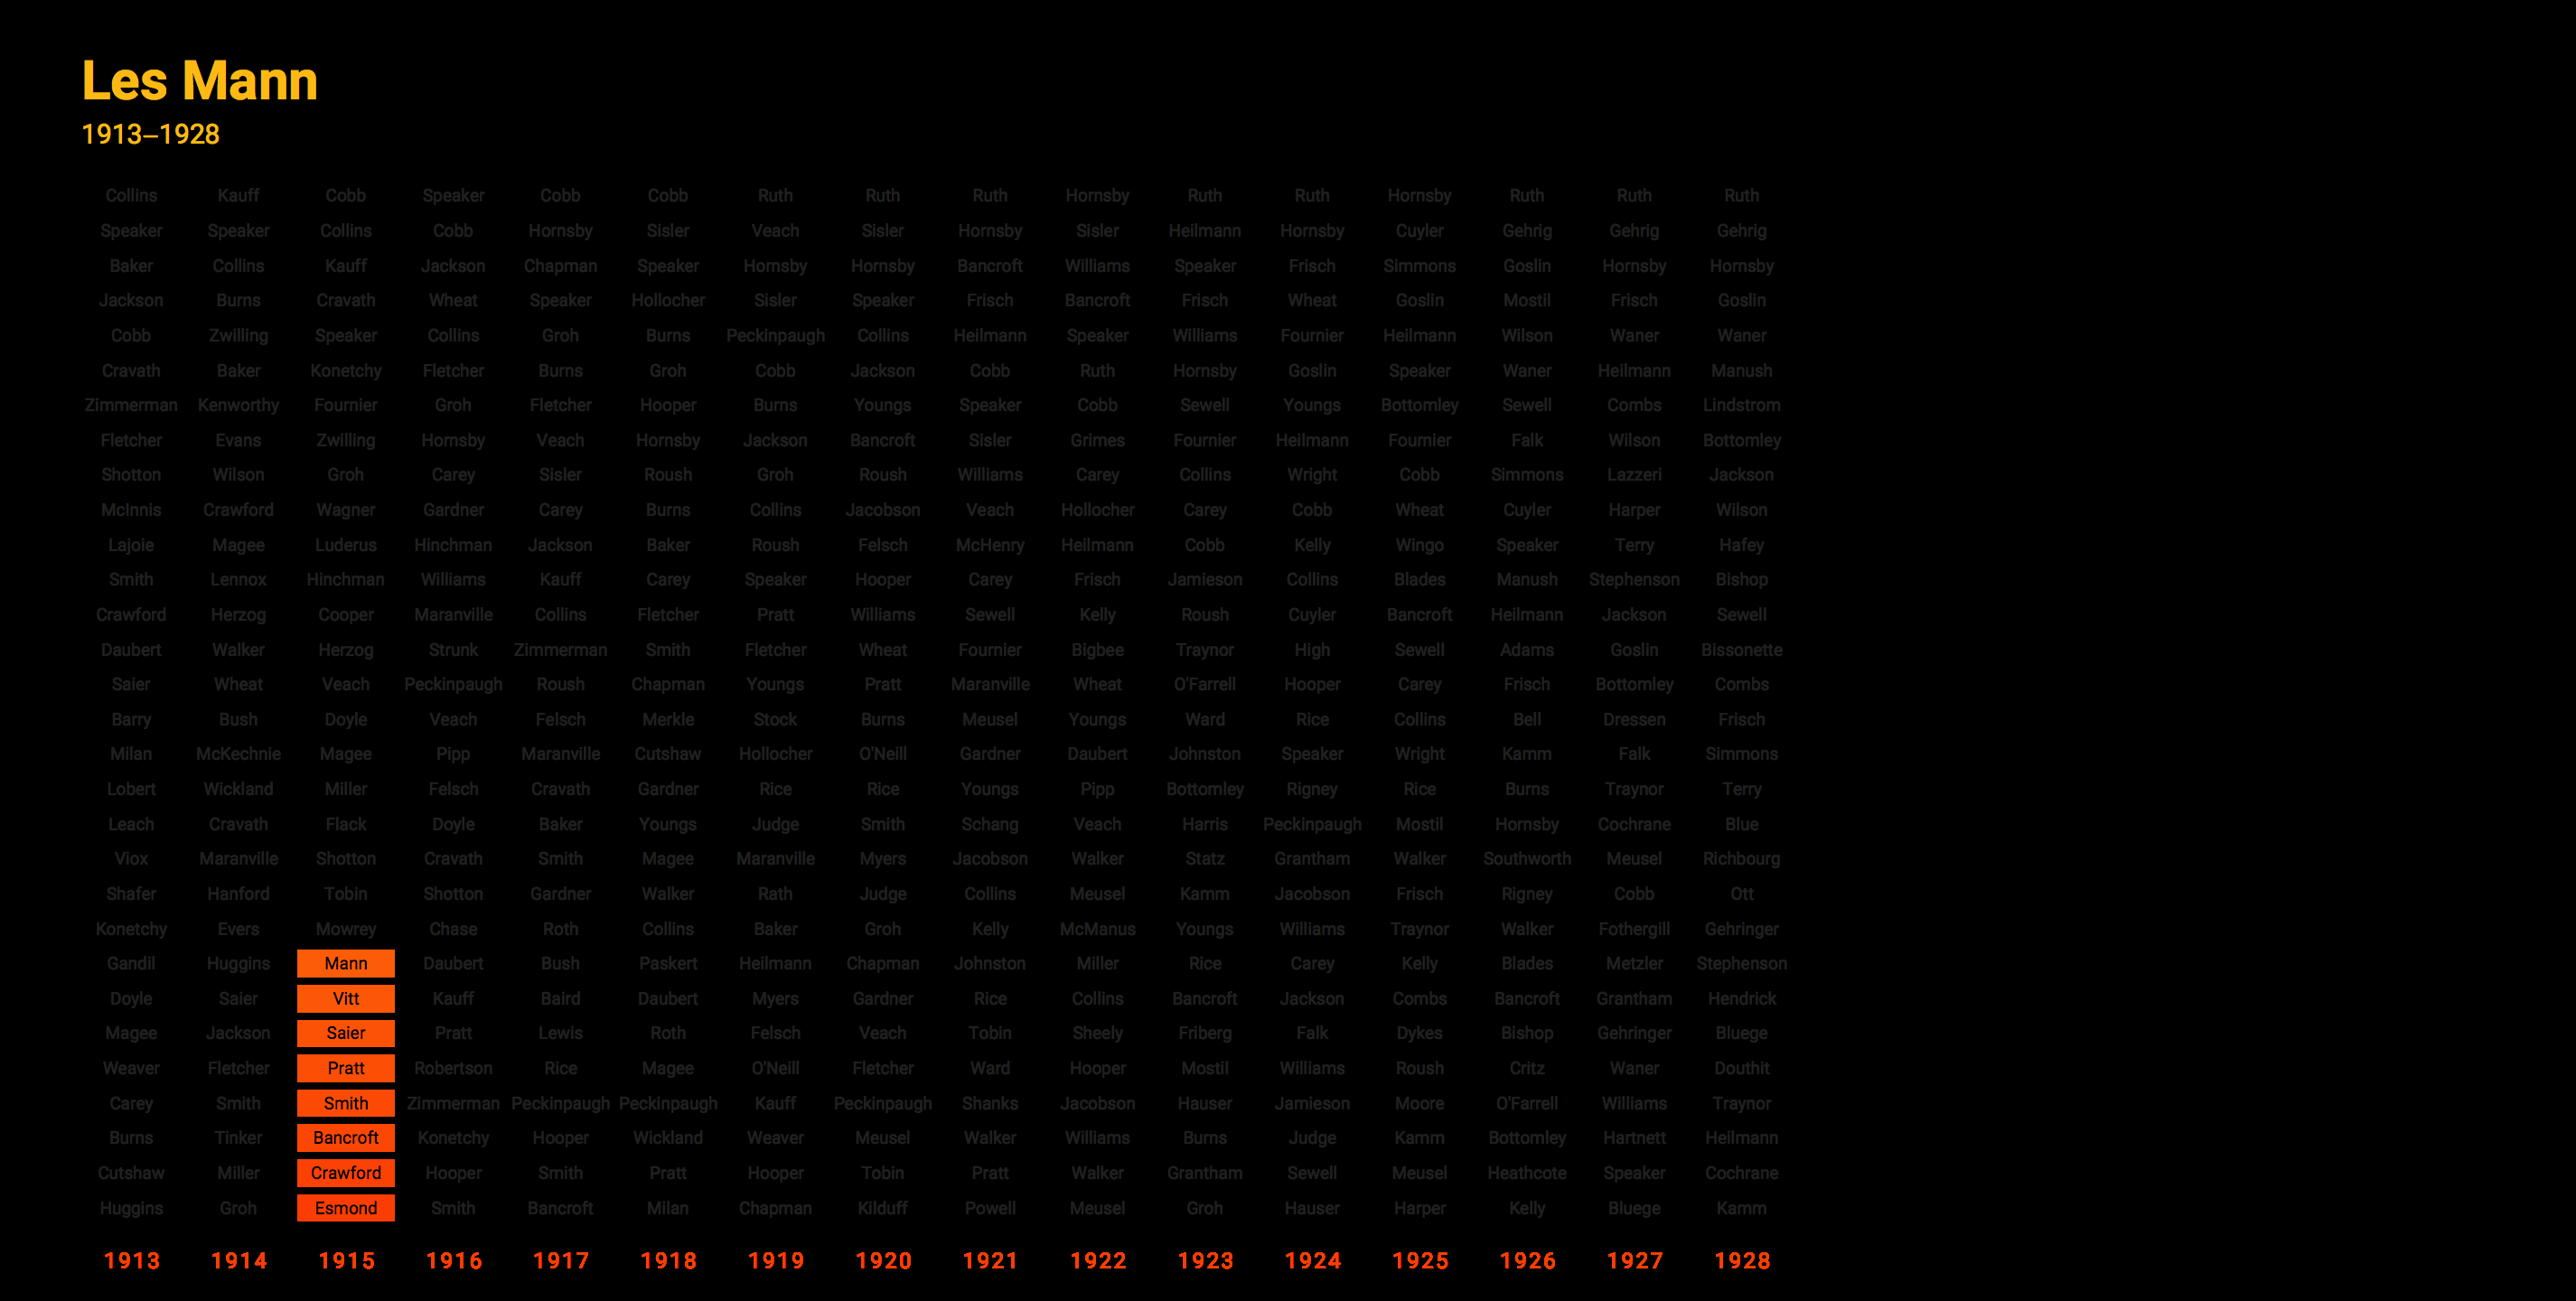 Les Mann
1913–1928
Collins Kauff Cobb Speaker Cobb Cobb Ruth Ruth Ruth Hornsby Ruth Ruth Hornsby Ruth Ruth Ruth
Speaker Speaker Collins Cobb Hornsby Sisler Veach Sisler Hornsby Sisler Heilmann Hornsby Cuyler Gehrig Gehrig Gehrig
Baker Collins Kauff Jackson Chapman Speaker Hornsby Hornsby Bancroft Williams Speaker Frisch Simmons Goslin Hornsby Hornsby
Jackson Burns Cravath Wheat Speaker Hollocher Sisler Speaker Frisch Bancroft Frisch Wheat Goslin Mostil Frisch Goslin
Cobb Zwilling Speaker Collins Groh Burns Peckinpaugh Collins Heilmann Speaker Williams Fournier Heilmann Wilson Waner Waner
Cravath Baker Konetchy Fletcher Burns Groh Cobb Jackson Cobb Ruth Hornsby Goslin Speaker Waner Heilmann Manush
Zimmerman Kenworthy Fournier Groh Fletcher Hooper Burns Youngs Speaker Cobb Sewell Youngs Bottomley Sewell Combs Lindstrom
Fletcher Evans Zwilling Hornsby Veach Hornsby Jackson Bancroft Sisler Grimes Fournier Heilmann Fournier Falk Wilson Bottomley
Shotton Wilson Groh Carey Sisler Roush Groh Roush Williams Carey Collins Wright Cobb Simmons Lazzeri Jackson
McInnis Crawford Wagner Gardner Carey Burns Collins Jacobson Veach Hollocher Carey Cobb Wheat Cuyler Harper Wilson
Lajoie Magee Luderus Hinchman Jackson Baker Roush Felsch McHenry Heilmann Cobb Kelly Wingo Speaker Terry Hafey
Smith Lennox Hinchman Williams Kauff Carey Speaker Hooper Carey Frisch Jamieson Collins Blades Manush Stephenson Bishop
Crawford Herzog Cooper Maranville Collins Fletcher Pratt Williams Sewell Kelly Roush Cuyler Bancroft Heilmann Jackson Sewell
Daubert Walker Herzog Strunk Zimmerman Smith Fletcher Wheat Fournier Bigbee Traynor High Sewell Adams Goslin Bissonette
Saier Wheat Veach Peckinpaugh Roush Chapman Youngs Pratt Maranville Wheat O'Farrell Hooper Carey Frisch Bottomley Combs
Barry Bush Doyle Veach Felsch Merkle Stock Burns Meusel Youngs Ward Rice Collins Bell Dressen Frisch
Milan McKechnie Magee Pipp Maranville Cutshaw Hollocher O'Neill Gardner Daubert Johnston Speaker Wright Kamm Falk Simmons
Lobert Wickland Miller Felsch Cravath Gardner Rice Rice Youngs Pipp Bottomley Rigney Rice Burns Traynor Terry
Leach Cravath Flack Doyle Baker Youngs Judge Smith Schang Veach Harris Peckinpaugh Mostil Hornsby Cochrane Blue
Viox Maranville Shotton Cravath Smith Magee Maranville Myers Jacobson Walker Statz Grantham Walker Southworth Meusel Richbourg
Shafer Hanford Tobin Shotton Gardner Walker Rath Judge Collins Meusel Kamm Jacobson Frisch Rigney Cobb Ott
Konetchy Evers Mowrey Chase Roth Collins Baker Groh Kelly McManus Youngs Williams Traynor Walker Fothergill Gehringer
Gandil Huggins Mann Daubert Bush Paskert Heilmann Chapman Johnston Miller Rice Carey Kelly Blades Metzler Stephenson
Doyle Saier Vitt Kauff Baird Daubert Myers Gardner Rice Collins Bancroft Jackson Combs Bancroft Grantham Hendrick
Magee Jackson Saier Pratt Lewis Roth Felsch Veach Tobin Sheely Friberg Falk Dykes Bishop Gehringer Bluege
Weaver Fletcher Pratt Robertson Rice Magee O'Neill Fletcher Ward Hooper Mostil Williams Roush Critz Waner Douthit
Carey Smith Smith Zimmerman Peckinpaugh Peckinpaugh Kauff Peckinpaugh Shanks Jacobson Hauser Jamieson Moore O'Farrell Williams Traynor
Burns Tinker Bancroft Konetchy Hooper Wickland Weaver Meusel Walker Williams Burns Judge Kamm Bottomley Hartnett Heilmann
Cutshaw Miller Crawford Hooper Smith Pratt Hooper Tobin Pratt Walker Grantham Sewell Meusel Heathcote Speaker Cochrane
Huggins Groh Esmond Smith Bancroft Milan Chapman Kilduff Powell Meusel Groh Hauser Harper Kelly Bluege Kamm
1913 1914 1915 1916 1917 1918 1919 1920 1921 1922 1923 1924 1925 1926 1927 1928